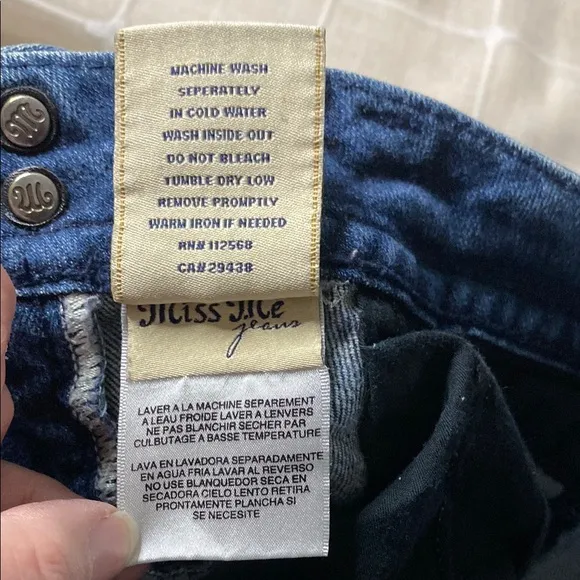 MACHINE WASH
SEPERATELY
IN COLD WATER
WASH INSIDE OUT
DO NOT BLEACH
TUMBLE DRY LOW
REMOVE PROMPTLY
WARM IRON IF NEEDED
RN# 112568
CA# 29438
Miss Me
jeans
LAVER A LA MACHINE SEPAREMENT
A LEAU FROIDE LAVER A LENVERS
NE PAS BLANCHIR SECHER PAR
CULBUTAGE A BASSE TEMPERATURE
LAVA EN LAVADORA SEPARADAMENTA
EN AGUA FRIA LAVAR AL REVERSO
NO USE BLANQUEDOR SECA EN
SECADORA CIELO LENTO RETIRA
PRONTAMENTE PLANCHA SI
SE NECESITE